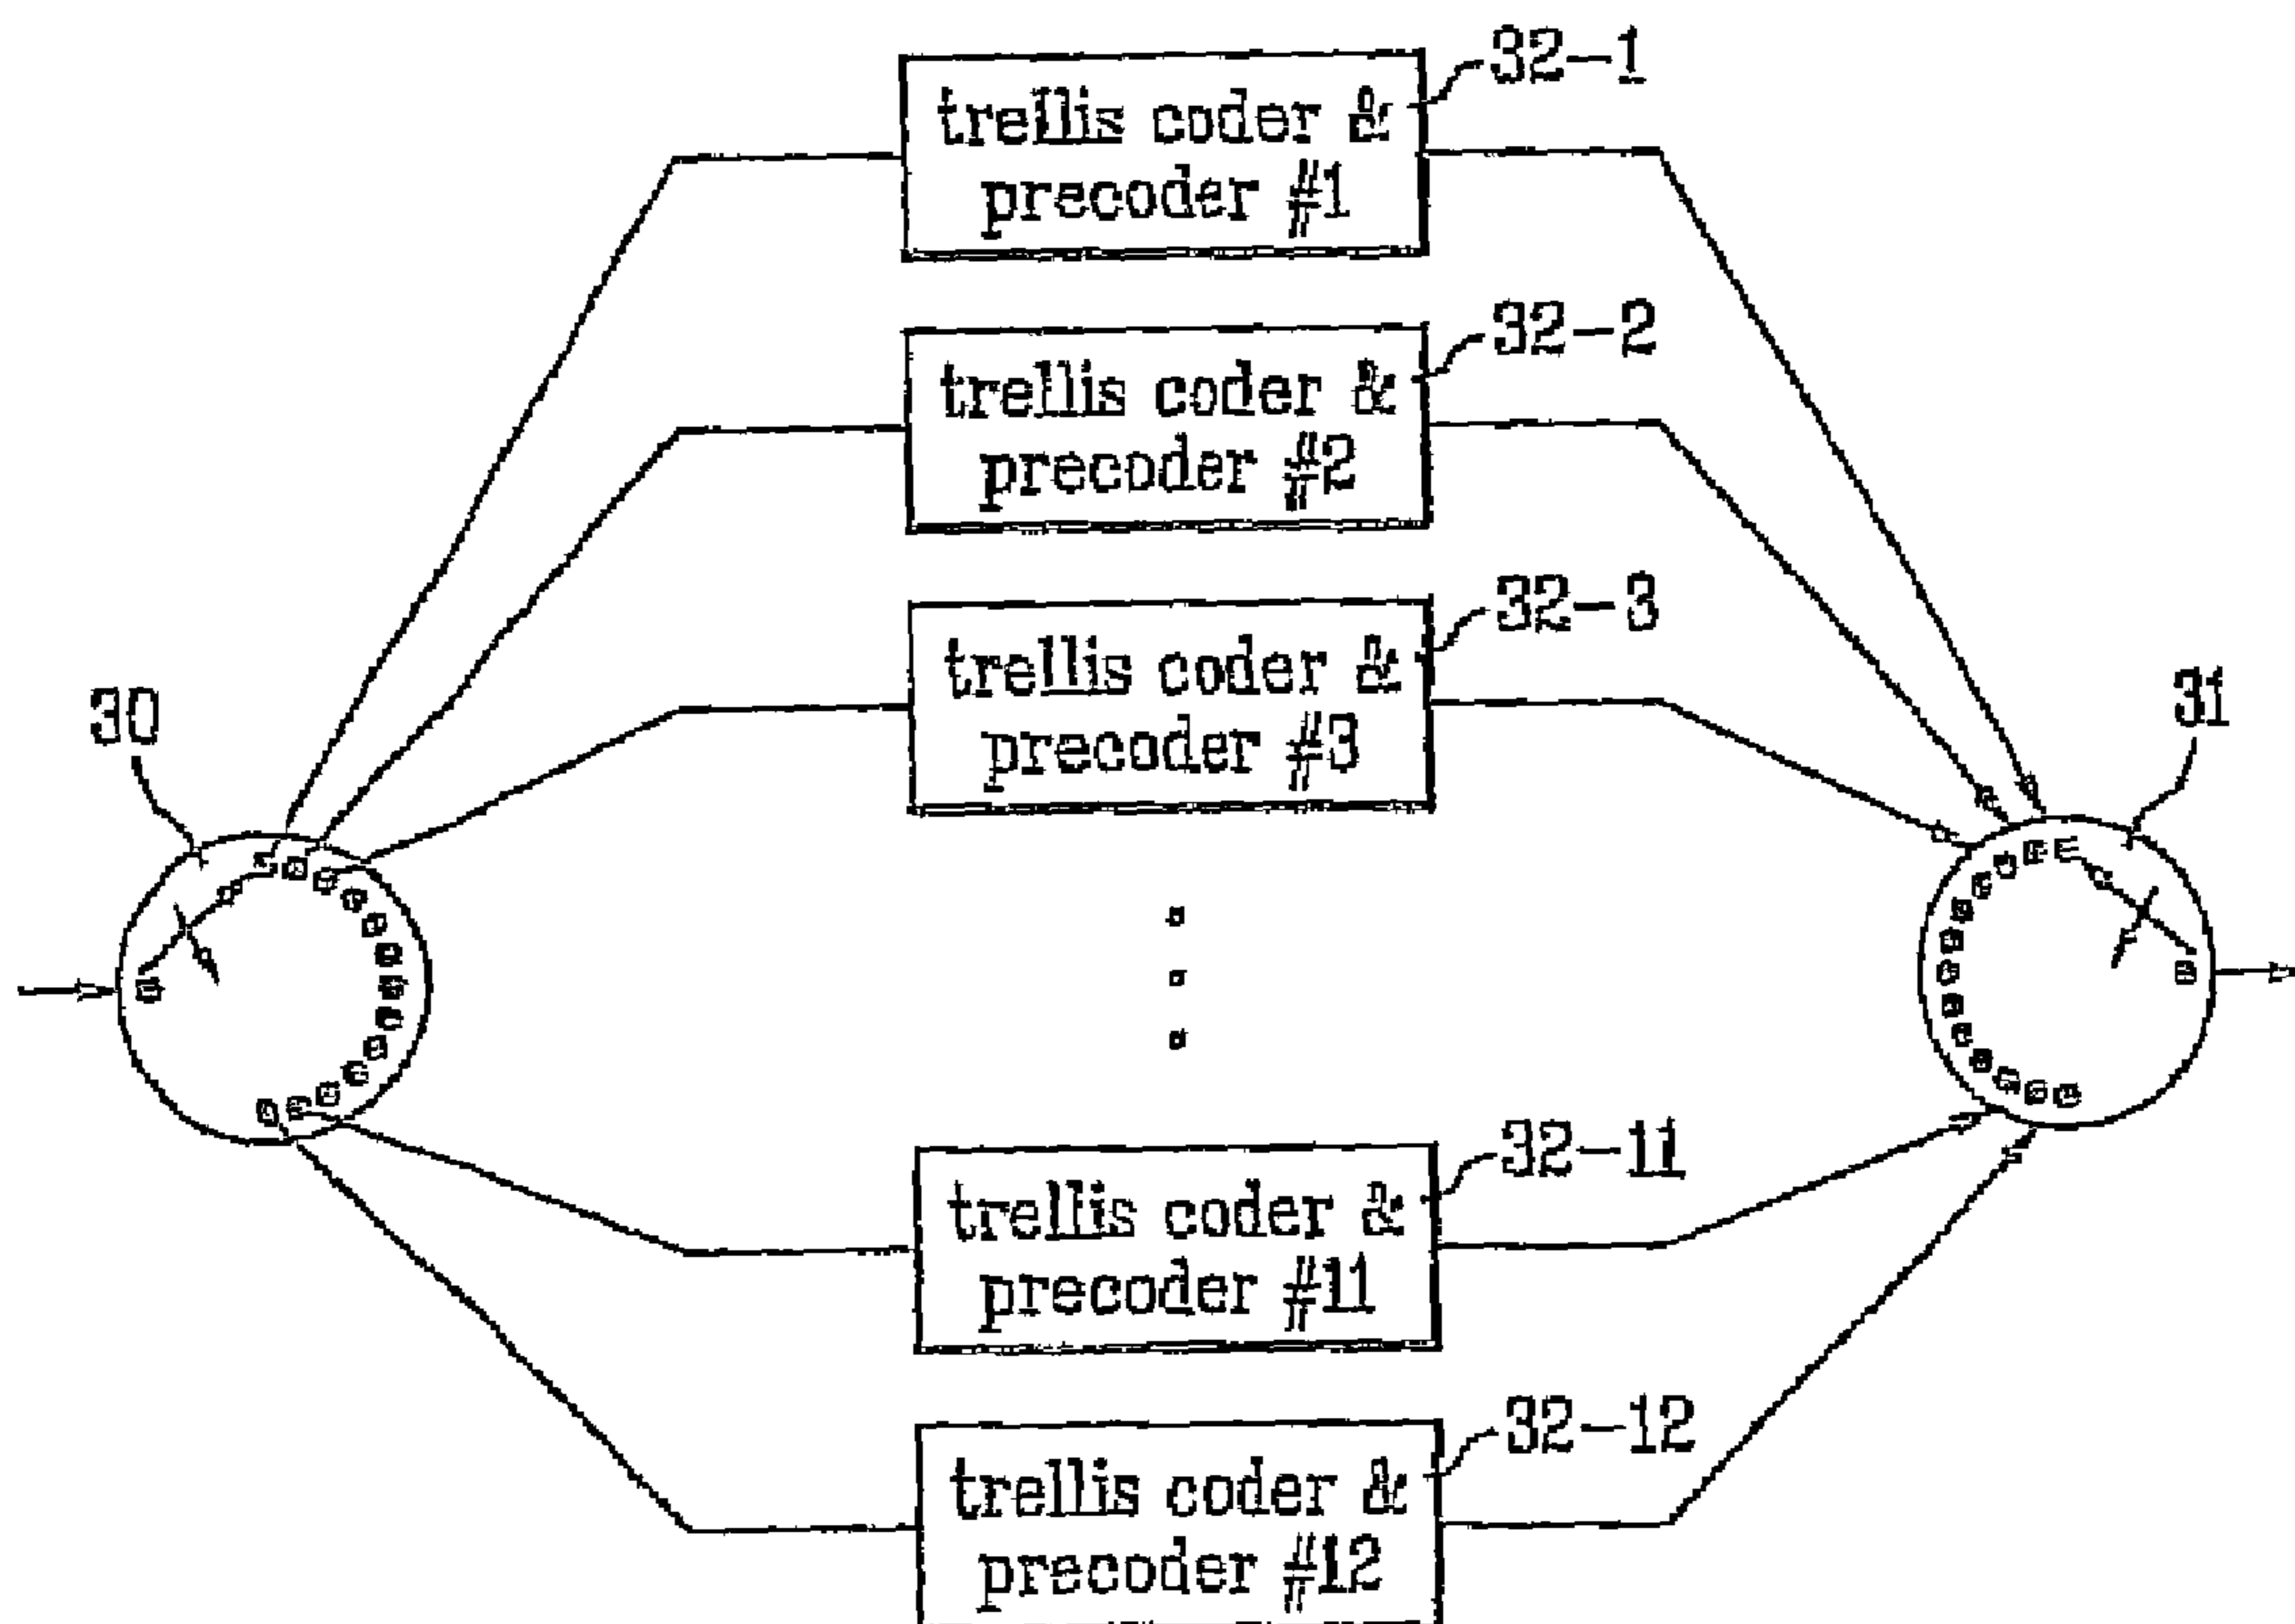 32-1
trellis coder &
precoder #1
32-2
trellis coder &
precoder #2
32-3
trellis coder &
precoder #3
30
31
32-11
trellis coder &
precoder #11
32-12
trellis coder &
precoder #12